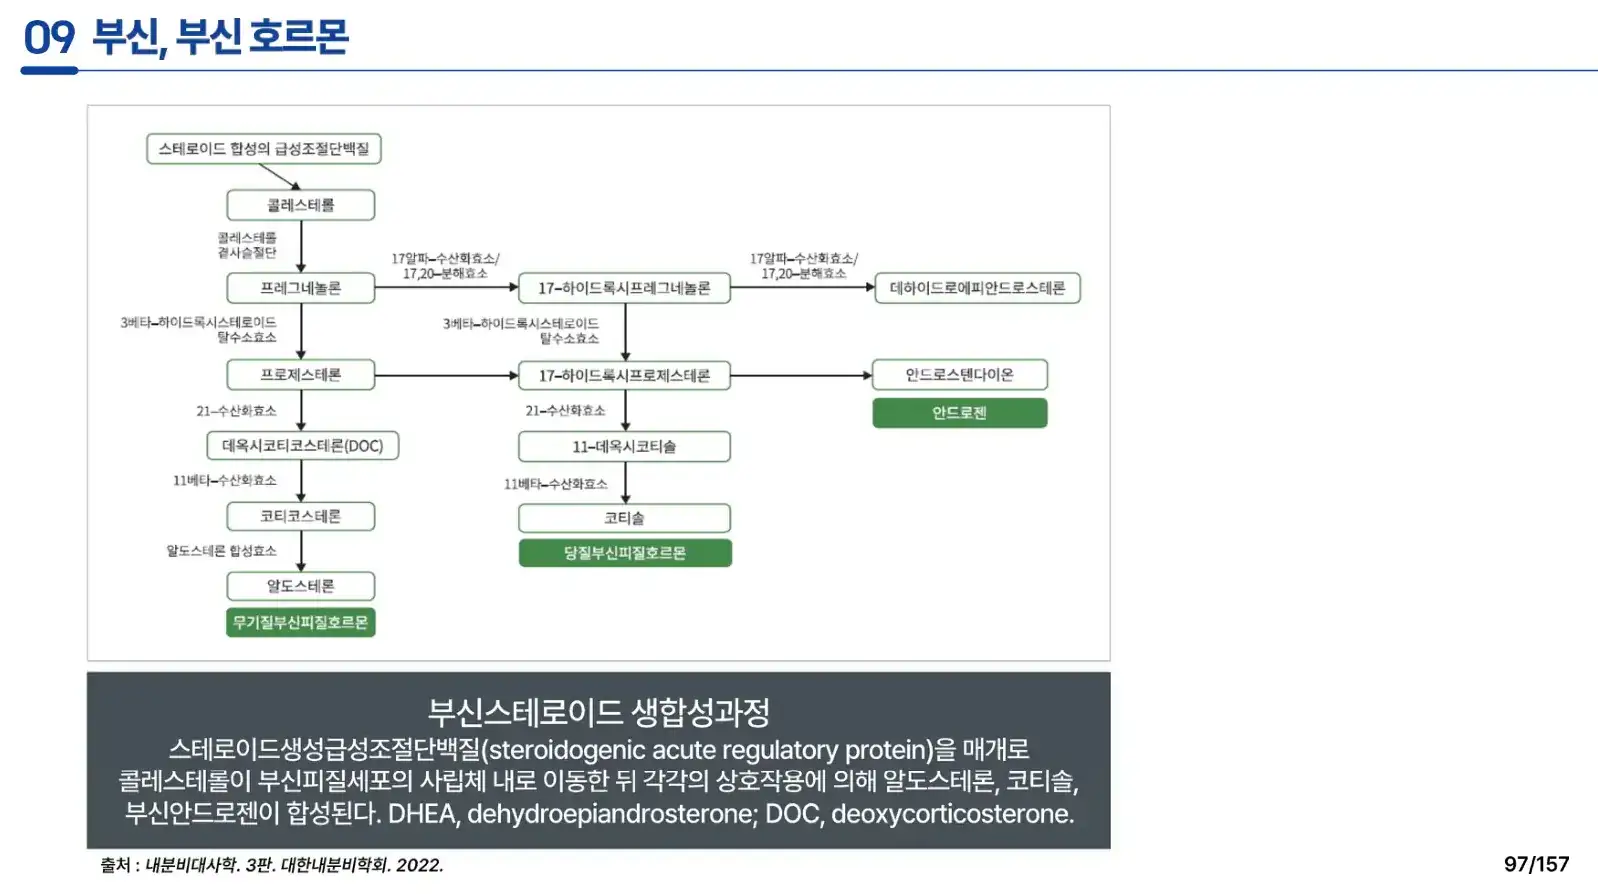 09 부신, 부신 호르몬
스테로이드 합성의 급성조절단백질
콜레스테롤
콜레스테롤
곁사슬절단
17알파-수산화효소/
17,20-분해효소
17알파-수산화효소/
17,20-분해효소
프레그네놀론
17-하이드록시프레그네놀론
데하이드로에피안드로스테론
3베타-하이드록시스테로이드
탈수소효소
3베타-하이드록시스테로이드
탈수소효소
프로제스테론
17-하이드록시프로제스테론
안드로스텐다이온
안드로젠
21-수산화효소
21-수산화효소
데옥시코티코스테론(DOC)
11-데옥시코티솔
11베타-수산화효소
11베타-수산화효소
코티코스테론
코티솔
당질부신피질호르몬
알도스테론 합성효소
알도스테론
무기질부신피질호르몬
부신스테로이드 생합성과정
스테로이드생성급성조절단백질(steroidogenic acute regulatory protein)을 매개로
콜레스테롤이 부신피질세포의 사립체 내로 이동한 뒤 각각의 상호작용에 의해 알도스테론, 코티솔,
부신안드로젠이 합성된다. DHEA, dehydroepiandrosterone; DOC, deoxycorticosterone.
출처 : 내분비대사학. 3판. 대한내분비학회. 2022.
97/157